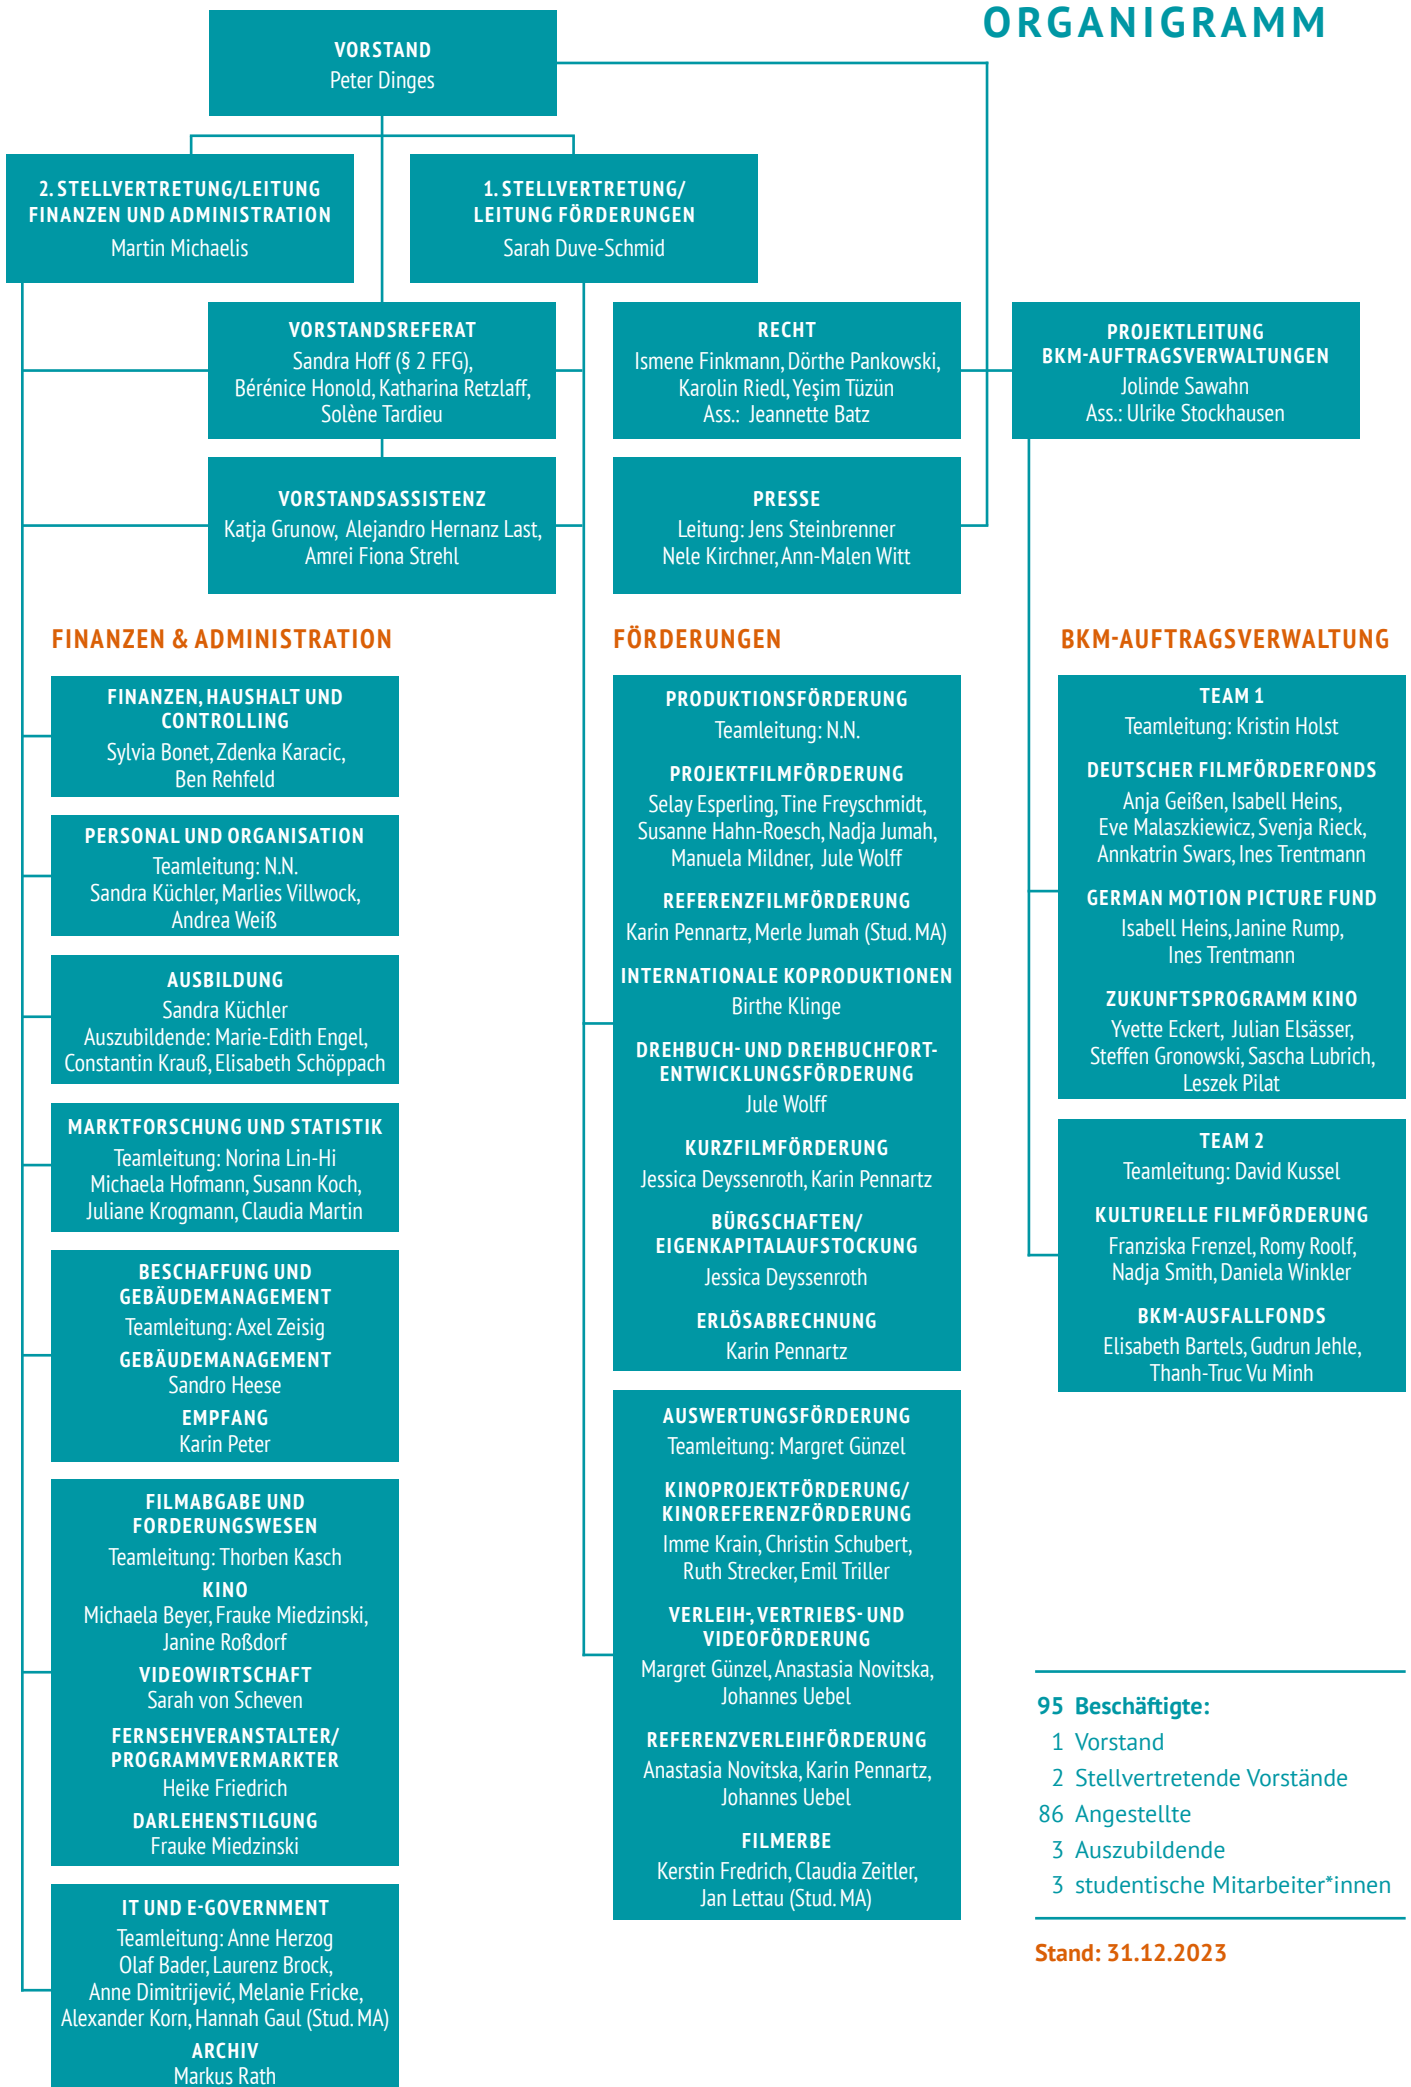 ORGANIGRAMM
VORSTAND
Peter Dinges
2. STELLVERTRETUNG/LEITUNG
FINANZEN UND ADMINISTRATION
Martin Michaelis
1. STELLVERTRETUNG/
LEITUNG FÖRDERUNGEN
Sarah Duve-Schmid
VORSTANDSREFERAT
Sandra Hoff (§ 2 FFG),
Bérénice Honold, Katharina Retzlaff,
Solène Tardieu
RECHT
Ismene Finkmann, Dörthe Pankowski,
Karolin Riedl, Yeşim Tüzün
Ass.: Jeannette Batz
PROJEKTLEITUNG
BKM-AUFTRAGSVERWALTUNGEN
Jolinde Sawahn
Ass.: Ulrike Stockhausen
VORSTANDSASSISTENZ
Katja Grunow, Alejandro Hernanz Last,
Amrei Fiona Strehl
PRESSE
Leitung: Jens Steinbrenner
Nele Kirchner, Ann-Malen Witt
FINANZEN & ADMINISTRATION
FINANZEN, HAUSHALT UND
CONTROLLING
Sylvia Bonet, Zdenka Karacic,
Ben Rehfeld
PERSONAL UND ORGANISATION
Teamleitung: N.N.
Sandra Küchler, Marlies Villwock,
Andrea Weiß
AUSBILDUNG
Sandra Küchler
Auszubildende: Marie-Edith Engel,
Constantin Krauß, Elisabeth Schöppach
MARKTFORSCHUNG UND STATISTIK
Teamleitung: Norina Lin-Hi
Michaela Hofmann, Susann Koch,
Juliane Krogmann, Claudia Martin
BESCHAFFUNG UND
GEBÄUDEMANAGEMENT
Teamleitung: Axel Zeisig
GEBÄUDEMANAGEMENT
Sandro Heese
EMPFANG
Karin Peter
FILMABGABE UND
FORDERUNGSWESEN
Teamleitung: Thorben Kasch
KINO
Michaela Beyer, Frauke Miedzinski,
Janine Roßdorf
VIDEOWIRTSCHAFT
Sarah von Scheven
FERNSEHVERANSTALTER/
PROGRAMMVERMARKTER
Heike Friedrich
DARLEHENSTILGUNG
Frauke Miedzinski
IT UND E-GOVERNMENT
Teamleitung: Anne Herzog
Olaf Bader, Laurenz Brock,
Anne Dimitrijević, Melanie Fricke,
Alexander Korn, Hannah Gaul (Stud. MA)
ARCHIV
Markus Rath
FÖRDERUNGEN
PRODUKTIONSFÖRDERUNG
Teamleitung: N.N.
PROJEKTFILMFÖRDERUNG
Selay Esperling, Tine Freyschmidt,
Susanne Hahn-Roesch, Nadja Jumah,
Manuela Mildner, Jule Wolff
REFERENZFILMFÖRDERUNG
Karin Pennartz, Merle Jumah (Stud. MA)
INTERNATIONALE KOPRODUKTIONEN
Birthe Klinge
DREHBUCH- UND DREHBUCHFORT-
ENTWICKLUNGSFÖRDERUNG
Jule Wolff
KURZFILMFÖRDERUNG
Jessica Deyssenroth, Karin Pennartz
BÜRGSCHAFTEN/
EIGENKAPITALAUFSTOCKUNG
Jessica Deyssenroth
ERLÖSABRECHNUNG
Karin Pennartz
AUSWERTUNGSFÖRDERUNG
Teamleitung: Margret Günzel
KINOPROJEKTFÖRDERUNG/
KINOREFERENZFÖRDERUNG
Imme Krain, Christin Schubert,
Ruth Strecker, Emil Triller
VERLEIH-, VERTRIEBS- UND
VIDEOFÖRDERUNG
Margret Günzel, Anastasia Novitska,
Johannes Uebel
REFERENZVERLEIHFÖRDERUNG
Anastasia Novitska, Karin Pennartz,
Johannes Uebel
FILMERBE
Kerstin Fredrich, Claudia Zeitler,
Jan Lettau (Stud. MA)
BKM-AUFTRAGSVERWALTUNG
TEAM 1
Teamleitung: Kristin Holst
DEUTSCHER FILMFÖRDERFONDS
Anja Geißen, Isabell Heins,
Eve Malaszkiewicz, Svenja Rieck,
Annkatrin Swars, Ines Trentmann
GERMAN MOTION PICTURE FUND
Isabell Heins, Janine Rump,
Ines Trentmann
ZUKUNFTSPROGRAMM KINO
Yvette Eckert, Julian Elsässer,
Steffen Gronowski, Sascha Lubrich,
Leszek Pilat
TEAM 2
Teamleitung: David Kussel
KULTURELLE FILMFÖRDERUNG
Franziska Frenzel, Romy Roolf,
Nadja Smith, Daniela Winkler
BKM-AUSFALLFONDS
Elisabeth Bartels, Gudrun Jehle,
Thanh-Truc Vu Minh
95 Beschäftigte:
1 Vorstand
2 Stellvertretende Vorstände
86 Angestellte
3 Auszubildende
3 studentische Mitarbeiter*innen
Stand: 31.12.2023